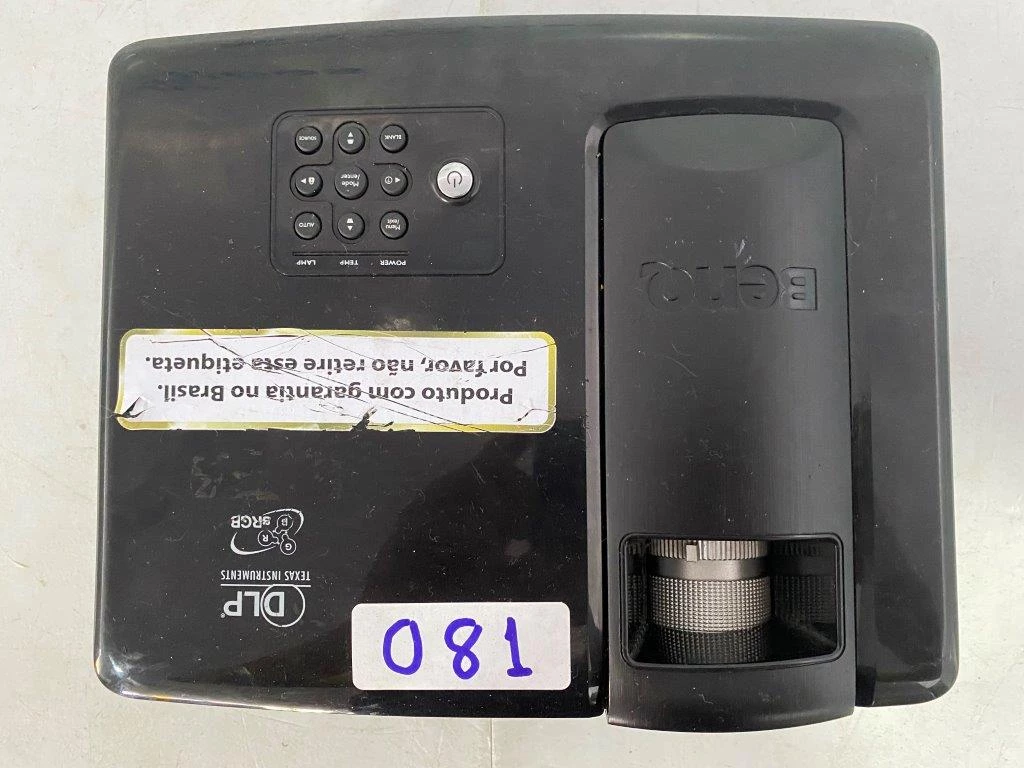 081
DLP®
TEXAS INSTRUMENTS
G
R
B
sRGB
Produto com garantia no Brasil.
Por favor, não retire esta etiqueta.
BenQ
POWER TEMP LAMP
Menu
/exit
AUTO
Mode
/enter
BLANK
SOURCE